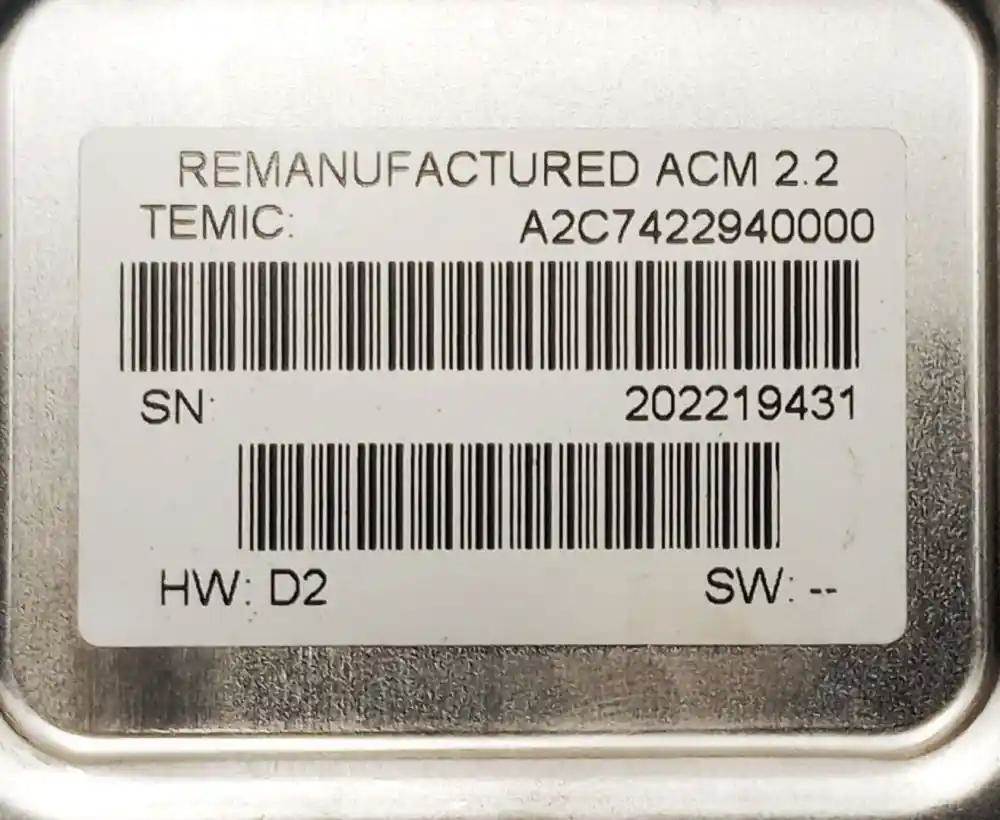 REMANUFACTURED ACM 2.2
TEMIC: A2C7422940000
SN: 202219431
HW: D2 SW: --